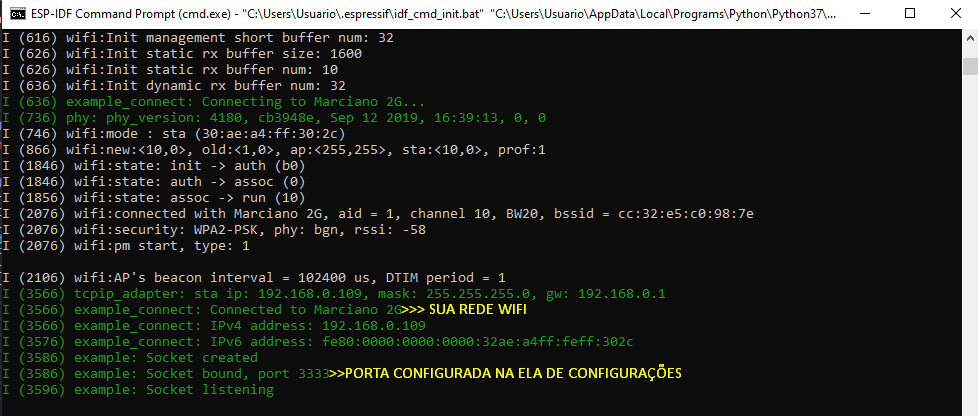 ESP-IDF Command Prompt (cmd.exe) - "C:\Users\Usuario\.espressif\idf_cmd_init.bat" "C:\Users\Usuario\AppData\Local\Programs\Python\Python37\...
I (616) wifi:Init management short buffer num: 32
I (626) wifi:Init static rx buffer size: 1600
I (626) wifi:Init static rx buffer num: 10
I (636) wifi:Init dynamic rx buffer num: 32
I (636) example_connect: Connecting to Marciano 2G...
I (736) phy: phy_version: 4180, cb3948e, Sep 12 2019, 16:39:13, 0, 0
I (746) wifi:mode : sta (30:ae:a4:ff:30:2c)
I (866) wifi:new:<10,0>, old:<1,0>, ap:<255,255>, sta:<10,0>, prof:1
I (1846) wifi:state: init -> auth (b0)
I (1846) wifi:state: auth -> assoc (0)
I (1856) wifi:state: assoc -> run (10)
I (2076) wifi:connected with Marciano 2G, aid = 1, channel 10, BW20, bssid = cc:32:e5:c0:98:7e
I (2076) wifi:security: WPA2-PSK, phy: bgn, rssi: -58
I (2076) wifi:pm start, type: 1
I (2106) wifi:AP's beacon interval = 102400 us, DTIM period = 1
I (3566) tcpip_adapter: sta ip: 192.168.0.109, mask: 255.255.255.0, gw: 192.168.0.1
I (3566) example_connect: Connected to Marciano 2G>>> SUA REDE WIFI
I (3566) example_connect: IPv4 address: 192.168.0.109
I (3576) example_connect: IPv6 address: fe80:0000:0000:0000:32ae:a4ff:feff:302c
I (3586) example: Socket created
I (3586) example: Socket bound, port 3333>>PORTA CONFIGURADA NA ELA DE CONFIGURAÇÕES
I (3596) example: Socket listening